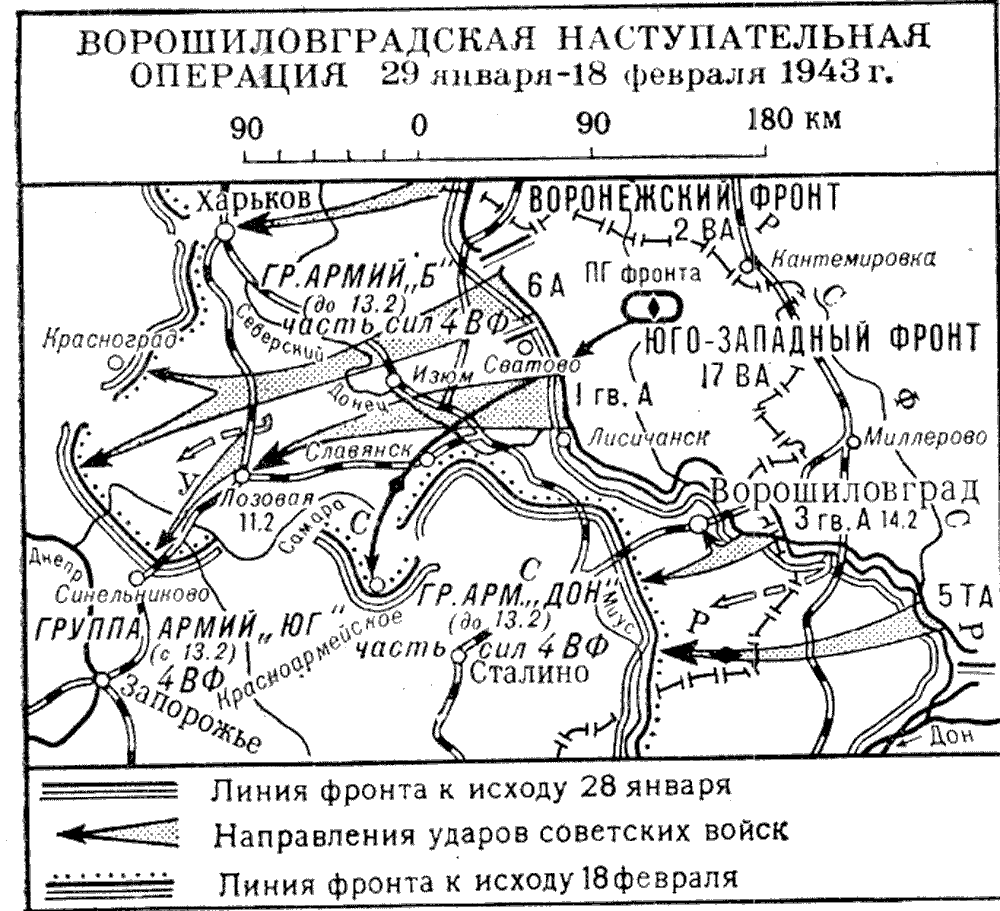 ВОРОШИЛОВГРАДСКАЯ НАСТУПАТЕЛЬНАЯ
ОПЕРАЦИЯ 29 января-18 февраля 1943 г.
90 0 90 180 км
Харьков
ВОРОНЕЖСКИЙ ФРОНТ
2 ВА
Кантемировка
ГР. АРМИЙ „Б"
(до 13.2)
часть сил 4 ВФ
6 А
ПГ фронта
Красноград
Северский
Донец
Изюм
Сватово
ЮГО-ЗАПАДНЫЙ ФРОНТ
17 ВА
1 гв. А
Славянск
Лисичанск
Миллерово
Лозовая
11.2
Самара
Ворошиловград
3 гв. А 14.2
Днепр
Синельниково
ГР. АРМ. „ДОН"
(до 13.2)
часть сил 4 ВФ
Миус
5 ТА
ГРУППА АРМИЙ „ЮГ"
(с 13.2)
4 ВФ
Красноармейское
Сталино
Запорожье
Дон
У С С Р
Р С Ф С Р
Линия фронта к исходу 28 января
Направления ударов советских войск
Линия фронта к исходу 18 февраля